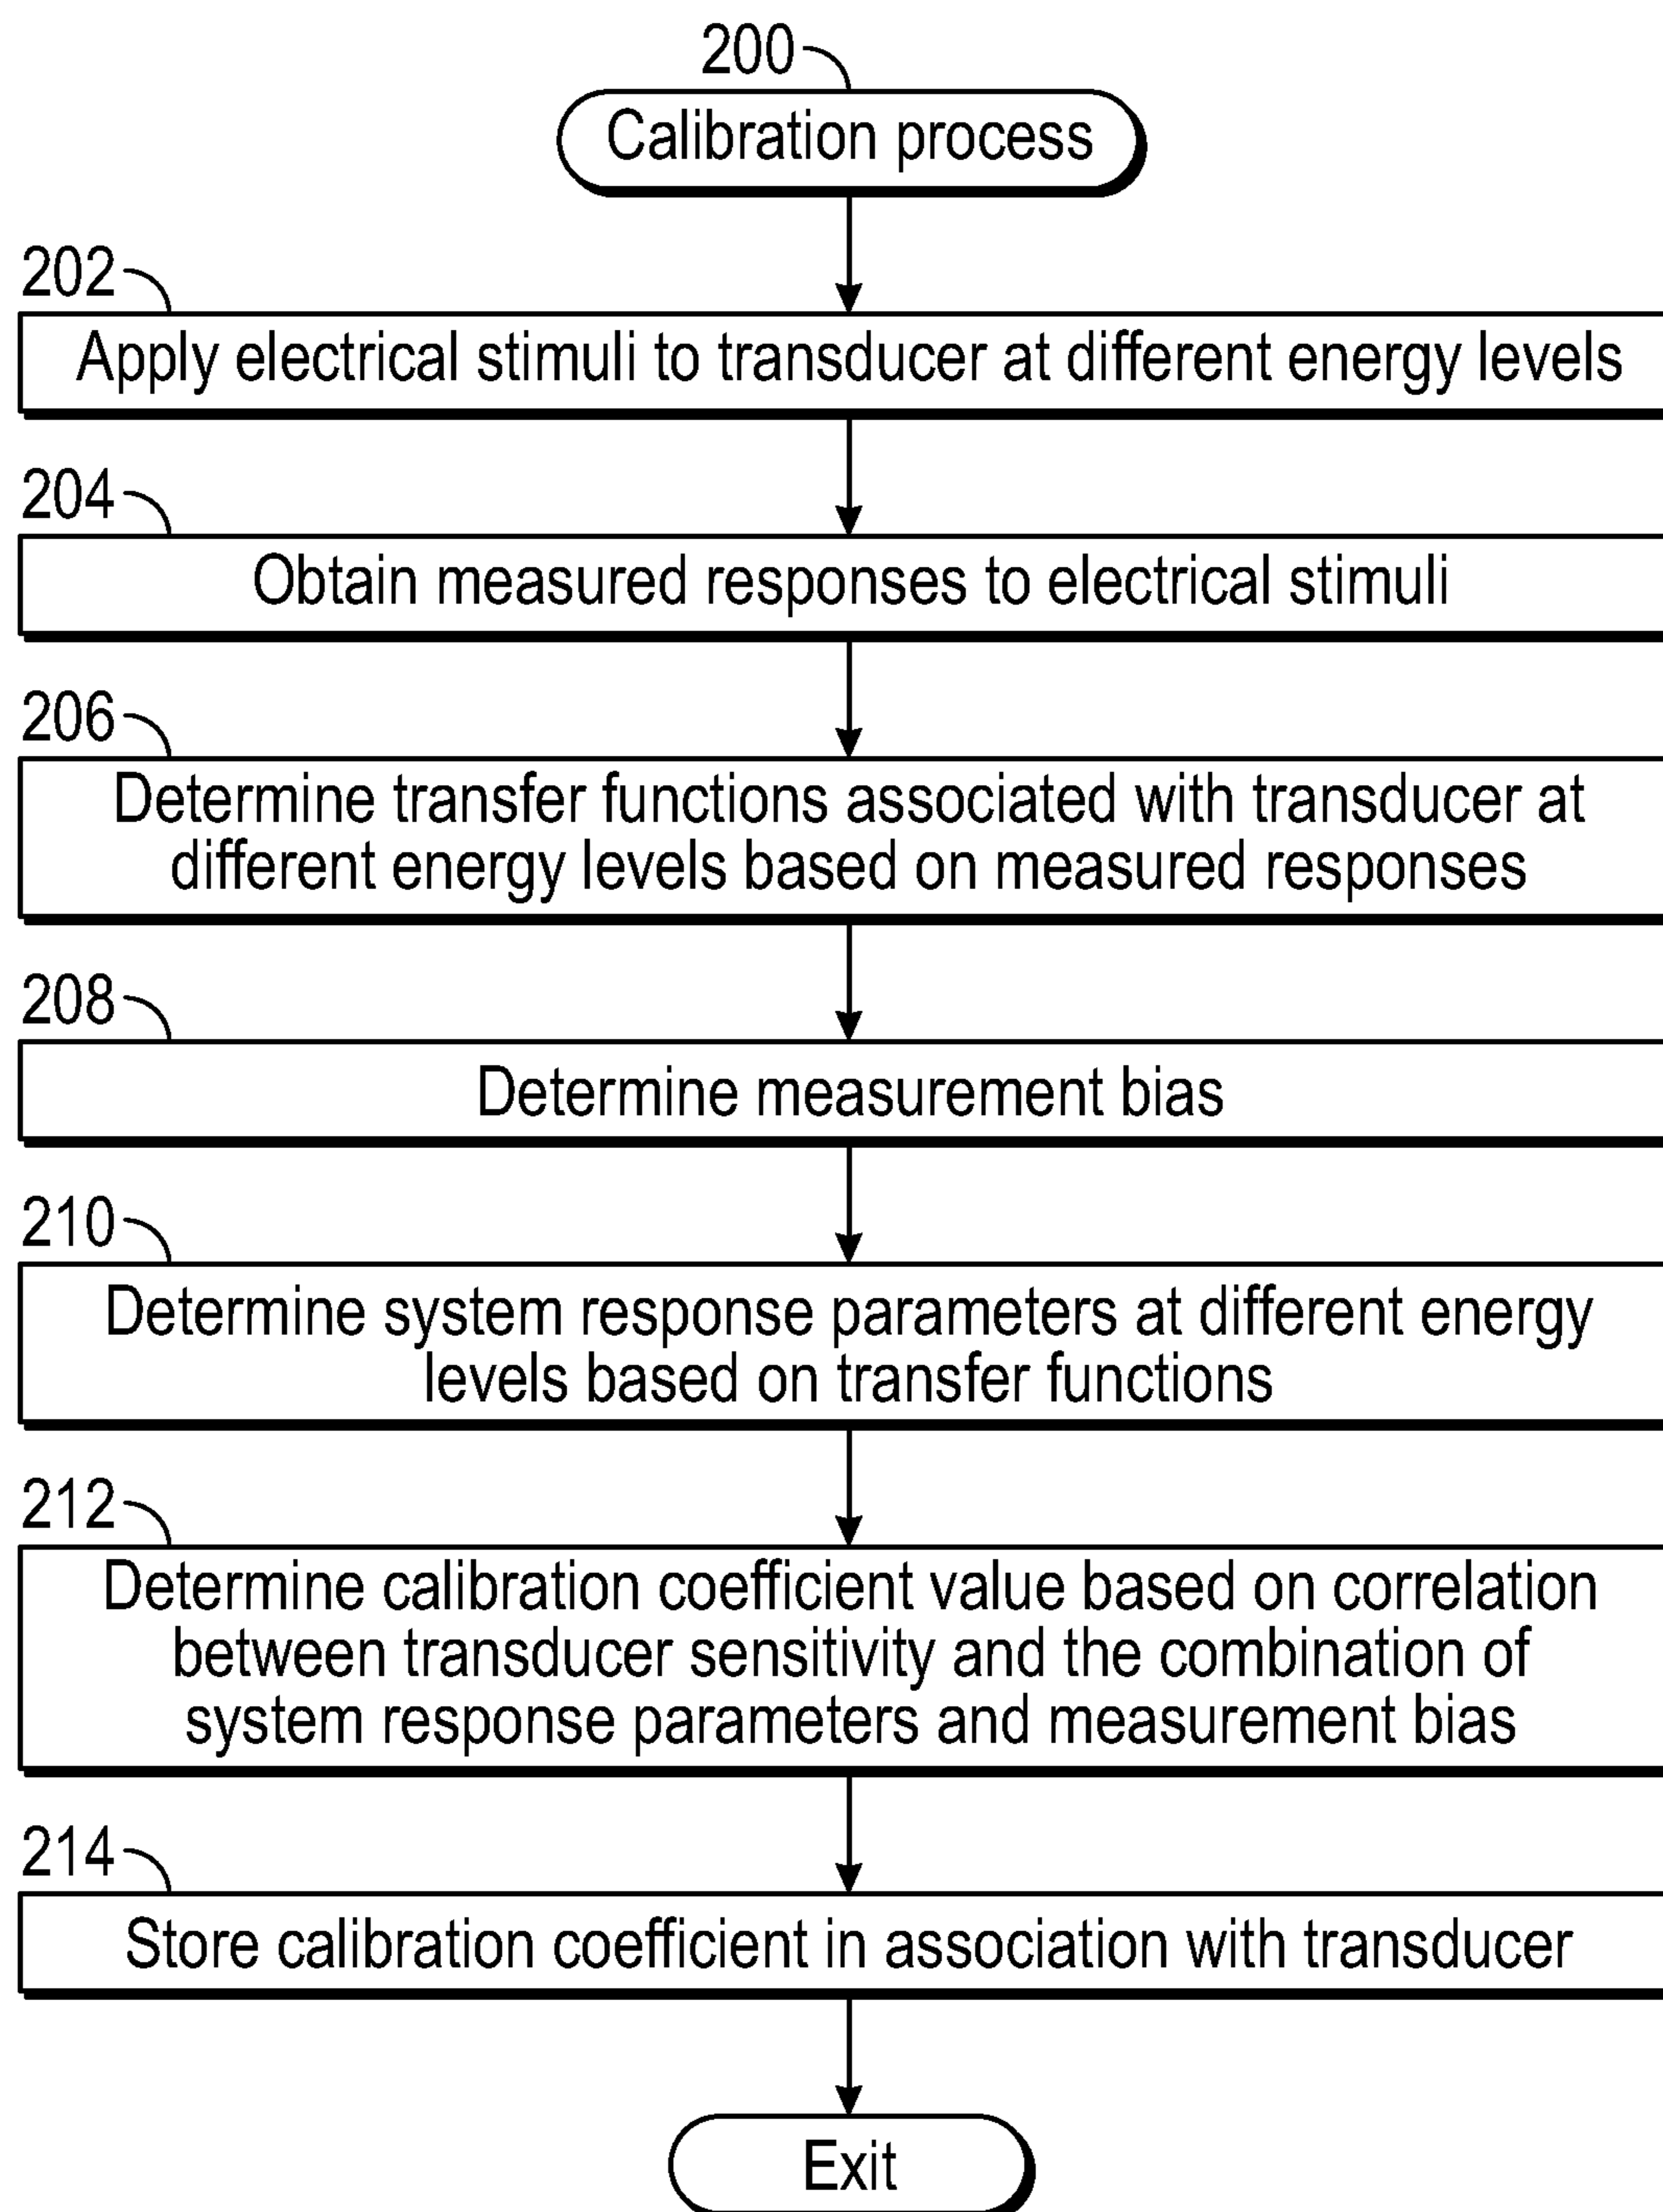 200
Calibration process
202
Apply electrical stimuli to transducer at different energy levels
204
Obtain measured responses to electrical stimuli
206
Determine transfer functions associated with transducer at
different energy levels based on measured responses
208
Determine measurement bias
210
Determine system response parameters at different energy
levels based on transfer functions
212
Determine calibration coefficient value based on correlation
between transducer sensitivity and the combination of
system response parameters and measurement bias
214
Store calibration coefficient in association with transducer
Exit